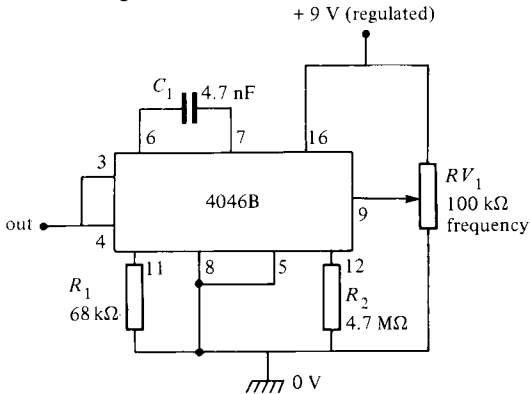 + 9 V (regulated)
C1 4.7 nF
6 7 16
3
4046B
9
RV1
100 kΩ
frequency
out
4
11 8 5 12
R1
68 kΩ
R2
4.7 MΩ
0 V